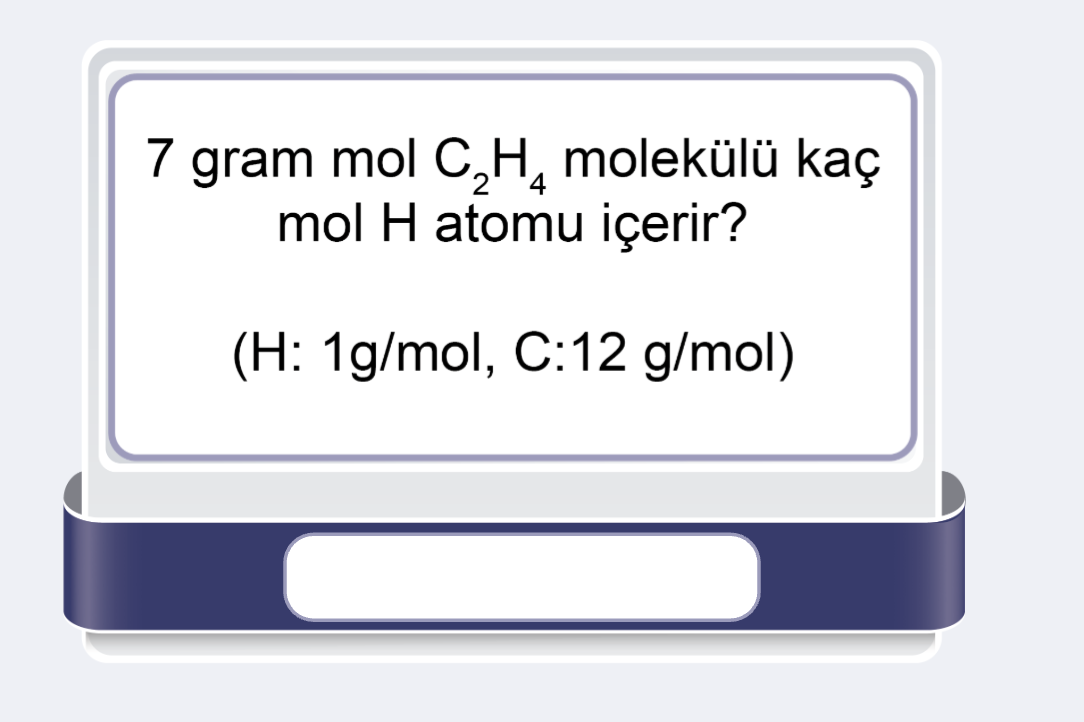 7 gram mol C₂H₄ molekülü kaç
mol H atomu içerir?
(H: 1g/mol, C:12 g/mol)